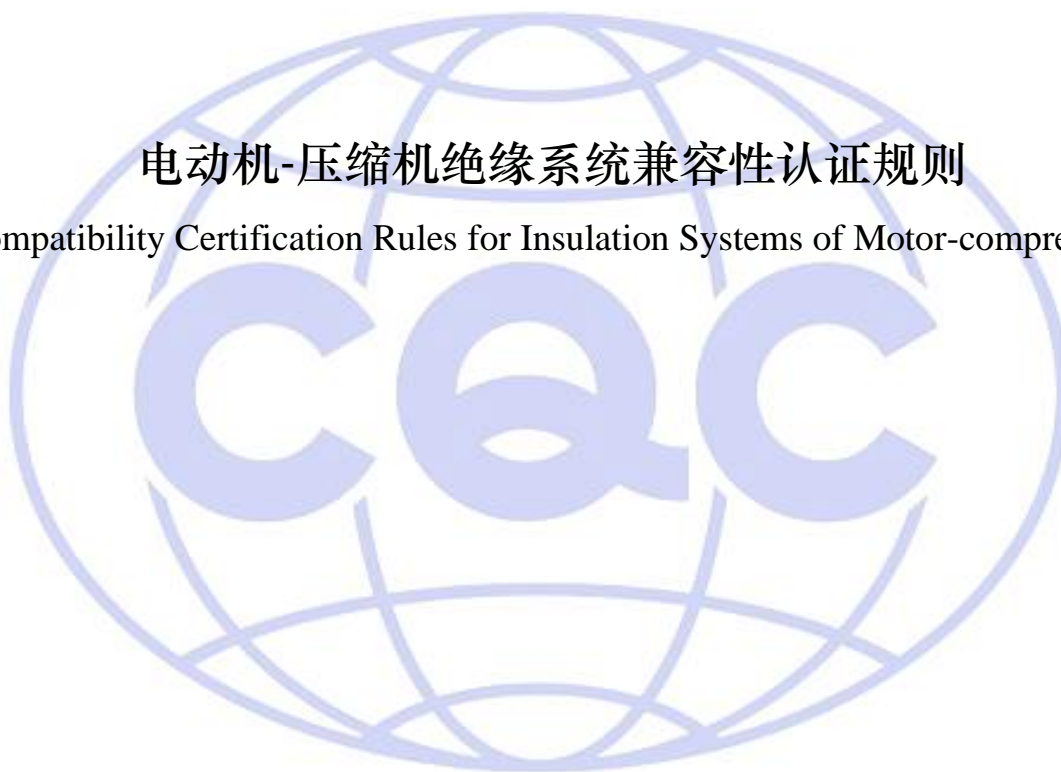 电动机-压缩机绝缘系统兼容性认证规则
ompatibility Certification Rules for Insulation Systems of Motor-compre
CQC